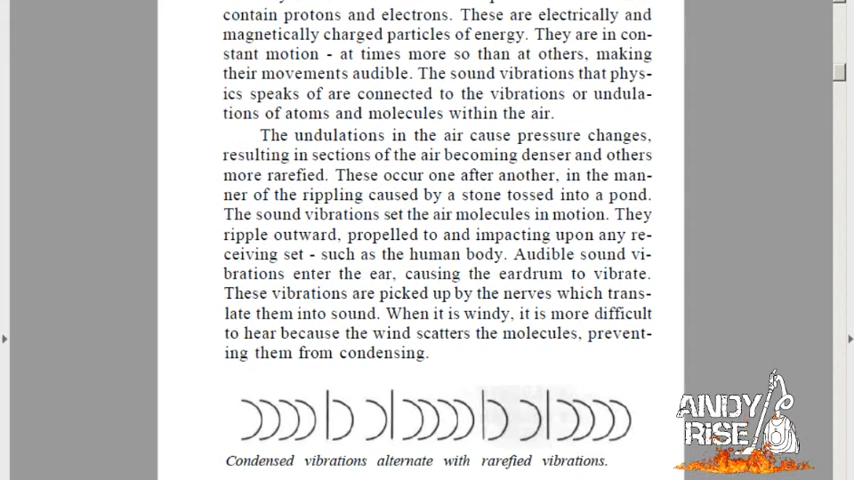 contain protons and electrons. These are electrically and
magnetically charged particles of energy. They are in con-
stant motion - at times more so than at others, making
their movements audible. The sound vibrations that phys-
ics speaks of are connected to the vibrations or undula-
tions of atoms and molecules within the air.
The undulations in the air cause pressure changes,
resulting in sections of the air becoming denser and others
more rarefied. These occur one after another, in the man-
ner of the rippling caused by a stone tossed into a pond.
The sound vibrations set the air molecules in motion. They
ripple outward, propelled to and impacting upon any re-
ceiving set - such as the human body. Audible sound vi-
brations enter the ear, causing the eardrum to vibrate.
These vibrations are picked up by the nerves which trans-
late them into sound. When it is windy, it is more difficult
to hear because the wind scatters the molecules, prevent-
ing them from condensing.
Condensed vibrations alternate with rarefied vibrations.
ANDY
RiSE